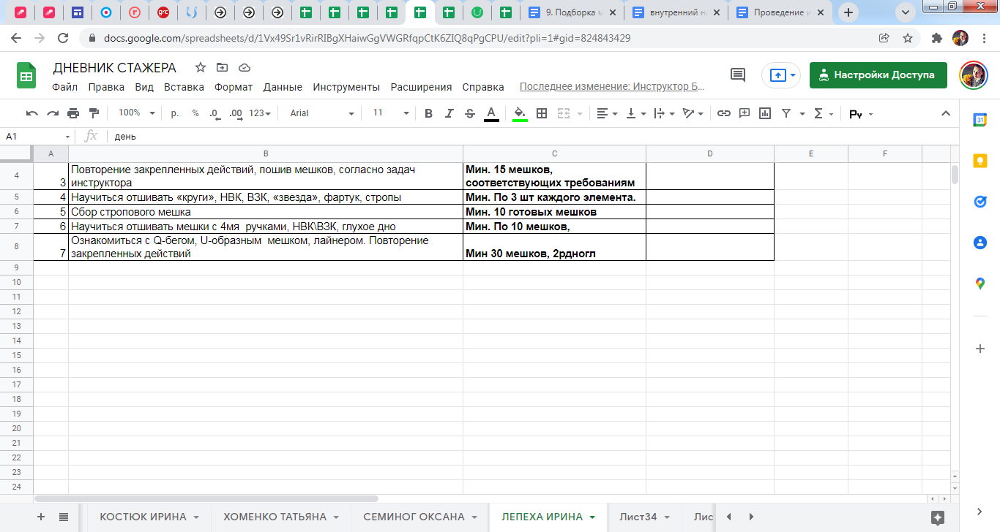 grc
9. Подборка м
внутренний на
Проведение и
docs.google.com/spreadsheets/d/1Vx49Sr1vRirRIBgXHaiwGgVWGRfqpCtK6ZIQ8qPgCPU/edit?pli=1#gid=824843429
ДНЕВНИК СТАЖЕРА
Файл Правка Вид Вставка Формат Данные Инструменты Расширения Справка Последнее изменение: Инструктор Б...
Настройки Доступа
100% р. % .0 .00 123 Arial 11 B I S A Ру
31
A1 fx день
A B C D E F
4 3 Повторение закрепленных действий, пошив мешков, согласно задач Мин. 15 мешков,
инструктора соответствующих требованиям
5 4 Научиться отшивать «круги», НВК, ВЗК, «звезда», фартук, стропы Мин. По 3 шт каждого элемента.
6 5 Сбор стропового мешка Мин. 10 готовых мешков
7 6 Научиться отшивать мешки с 4мя ручками, НВК\ВЗК, глухое дно Мин. По 10 мешков,
8 7 Ознакомиться с Q-бегом, U-образным мешком, лайнером. Повторение
закрепленных действий Мин 30 мешков, 2рдногл
9
10
11
12
13
14
15
16
17
18
19
20
21
22
23
24
КОСТЮК ИРИНА ХОМЕНКО ТАТЬЯНА СЕМИНОГ ОКСАНА ЛЕПЕХА ИРИНА Лист34 Лис